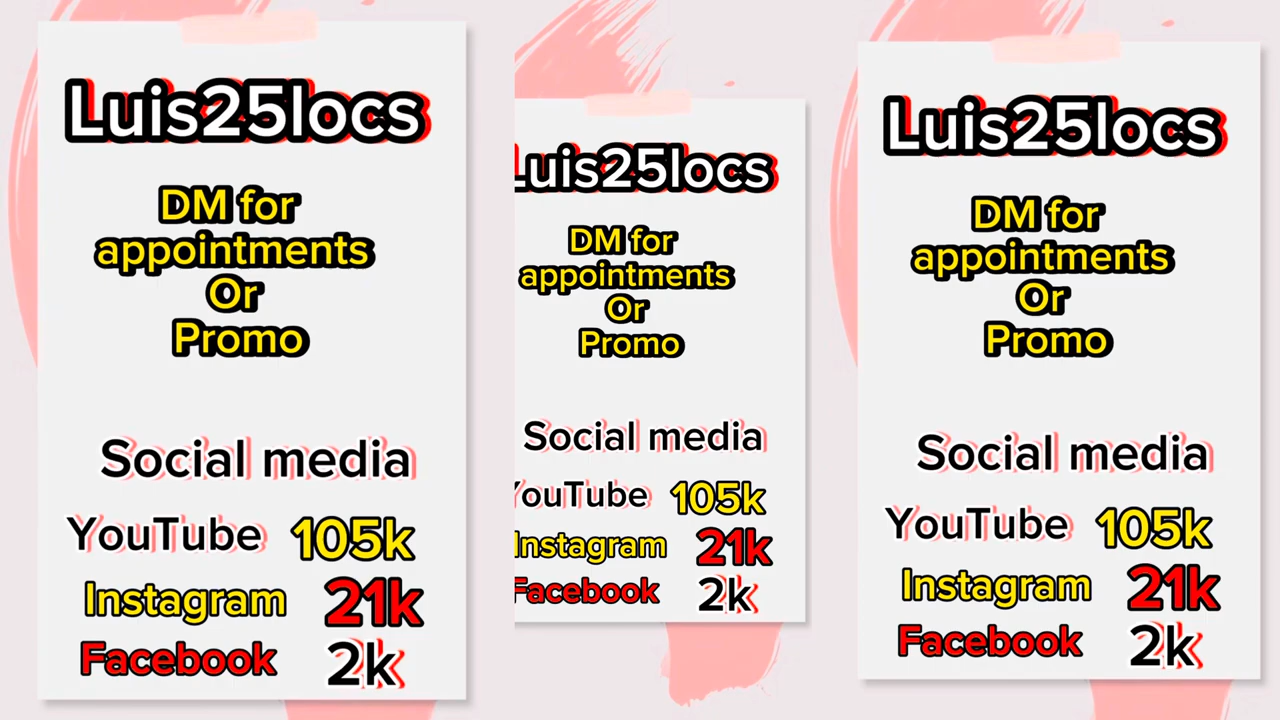 Luis25locs
DM for
appointments
Or
Promo
Social media
YouTube 105k
Instagram 21k
Facebook 2k
Luis25locs
DM for
appointments
Or
Promo
Social media
YouTube 105k
Instagram 21k
Facebook 2k
Luis25locs
DM for
appointments
Or
Promo
Social media
YouTube 105k
Instagram 21k
Facebook 2k